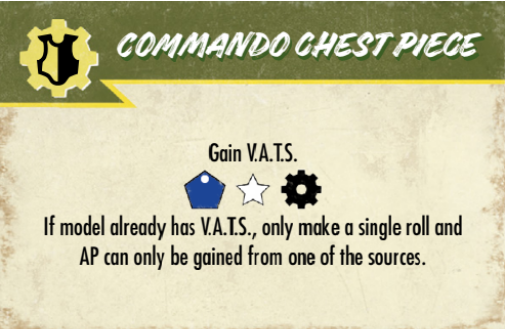 COMMANDO CHEST PIECE
Gain V.A.T.S.
If model already has V.A.T.S., only make a single roll and
AP can only be gained from one of the sources.